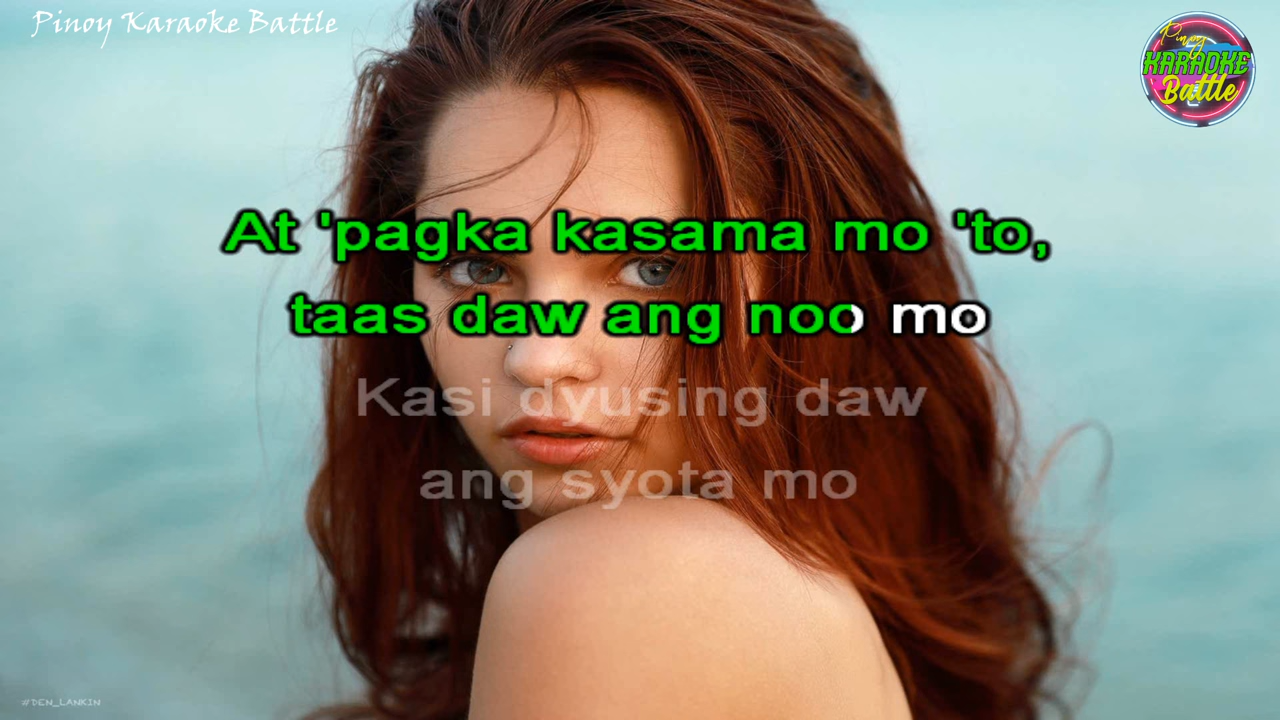 Pinoy Karaoke Battle
Pinoy
KARAOKE
Battle
At 'pagka kasama mo 'to,
taas daw ang noo mo
Kasi dyusing daw
ang syota mo
#DEN_LANKIN